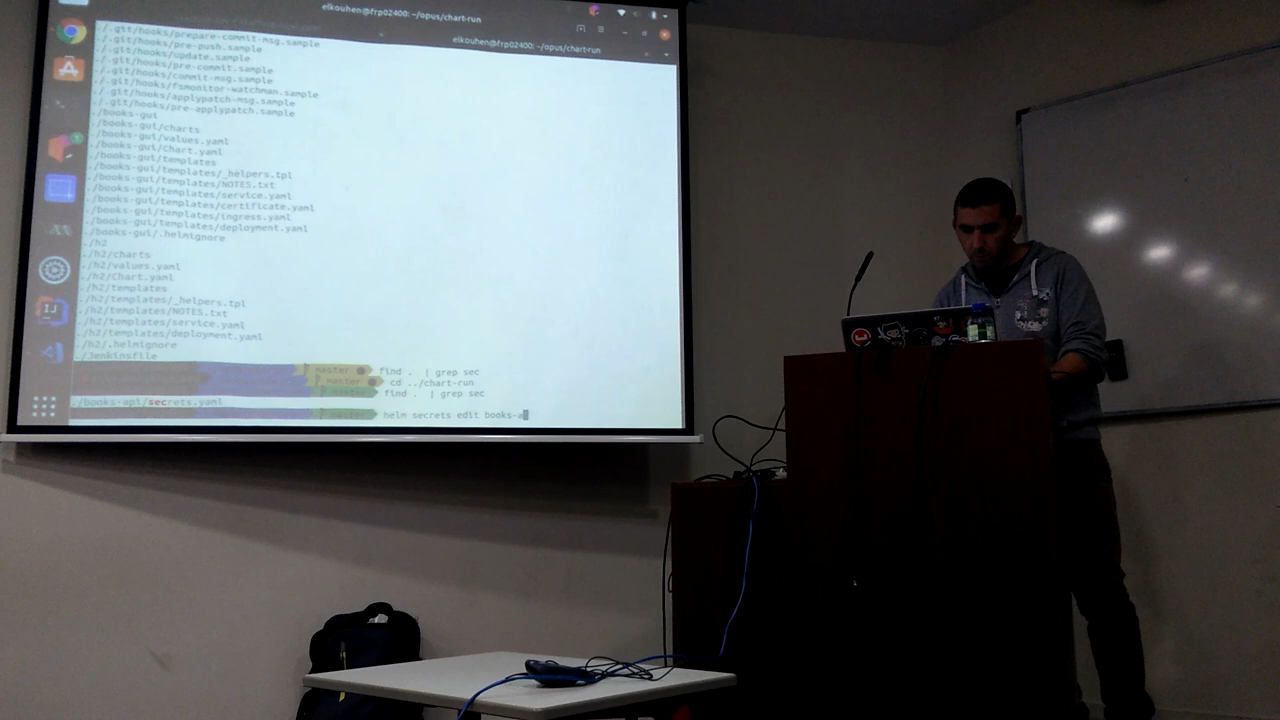 elkouhen@frp02400: ~/opus/chart-run
elkouhen@frp02400: ~/opus/chart-run
./.git/hooks/prepare-commit-msg.sample
./.git/hooks/pre-push.sample
./.git/hooks/update.sample
./.git/hooks/pre-commit.sample
./.git/hooks/commit-msg.sample
./.git/hooks/fsmonitor-watchman.sample
./.git/hooks/applypatch-msg.sample
./.git/hooks/pre-applypatch.sample
./books-gui
./books-gui/charts
./books-gui/values.yaml
./books-gui/Chart.yaml
./books-gui/templates
./books-gui/templates/_helpers.tpl
./books-gui/templates/NOTES.txt
./books-gui/templates/service.yaml
./books-gui/templates/certificate.yaml
./books-gui/templates/ingress.yaml
./books-gui/templates/deployment.yaml
./books-gui/.helmignore
./h2
./h2/charts
./h2/values.yaml
./h2/Chart.yaml
./h2/templates
./h2/templates/_helpers.tpl
./h2/templates/NOTES.txt
./h2/templates/service.yaml
./h2/templates/deployment.yaml
./h2/.helmignore
./Jenkinsfile
master find . | grep sec
master cd ../chart-run
master find . | grep sec
./books-api/secrets.yaml
master helm secrets edit books-a